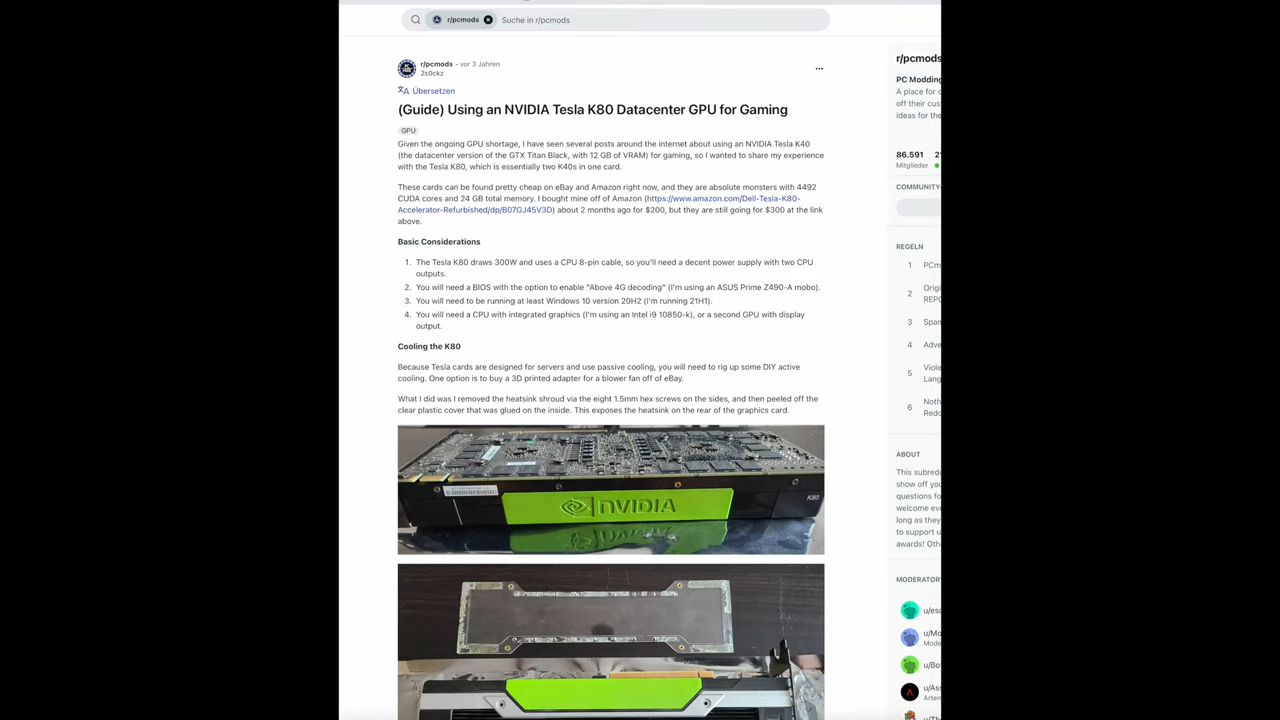 r/pcmods
Suche in r/pcmods
r/pcmods • vor 3 Jahren
2s0ckz
Übersetzen
(Guide) Using an NVIDIA Tesla K80 Datacenter GPU for Gaming
GPU
Given the ongoing GPU shortage, I have seen several posts around the internet about using an NVIDIA Tesla K40
(the datacenter version of the GTX Titan Black, with 12 GB of VRAM) for gaming, so I wanted to share my experience
with the Tesla K80, which is essentially two K40s in one card.
These cards can be found pretty cheap on eBay and Amazon right now, and they are absolute monsters with 4492
CUDA cores and 24 GB total memory. I bought mine off of Amazon (https://www.amazon.com/Dell-Tesla-K80-
Accelerator-Refurbished/dp/B07GJ45V3D) about 2 months ago for $200, but they are still going for $300 at the link
above.
Basic Considerations
1. The Tesla K80 draws 300W and uses a CPU 8-pin cable, so you'll need a decent power supply with two CPU
outputs.
2. You will need a BIOS with the option to enable "Above 4G decoding" (I'm using an ASUS Prime Z490-A mobo).
3. You will need to be running at least Windows 10 version 20H2 (I'm running 21H1).
4. You will need a CPU with integrated graphics (I'm using an Intel i9 10850-k), or a second GPU with display
output.
Cooling the K80
Because Tesla cards are designed for servers and use passive cooling, you will need to rig up some DIY active
cooling. One option is to buy a 3D printed adapter for a blower fan off of eBay.
What I did was I removed the heatsink shroud via the eight 1.5mm hex screws on the sides, and then peeled off the
clear plastic cover that was glued on the inside. This exposes the heatsink on the rear of the graphics card.
NVIDIA
K80
r/pcmods
PC Modding
A place for
off their cus
ideas for the
86.591 2
Mitglieder
COMMUNITY-
REGELN
1 PCm
2 Origi
REPO
3 Spam
4 Adve
5 Viole
Lang
6 Noth
Redd
ABOUT
This subred
show off you
questions fo
welcome eve
long as they
to support u
awards! Oth
MODERATOR
u/esc
u/Mo
Mode
u/Bo
u/Ass
Artem
u/Th